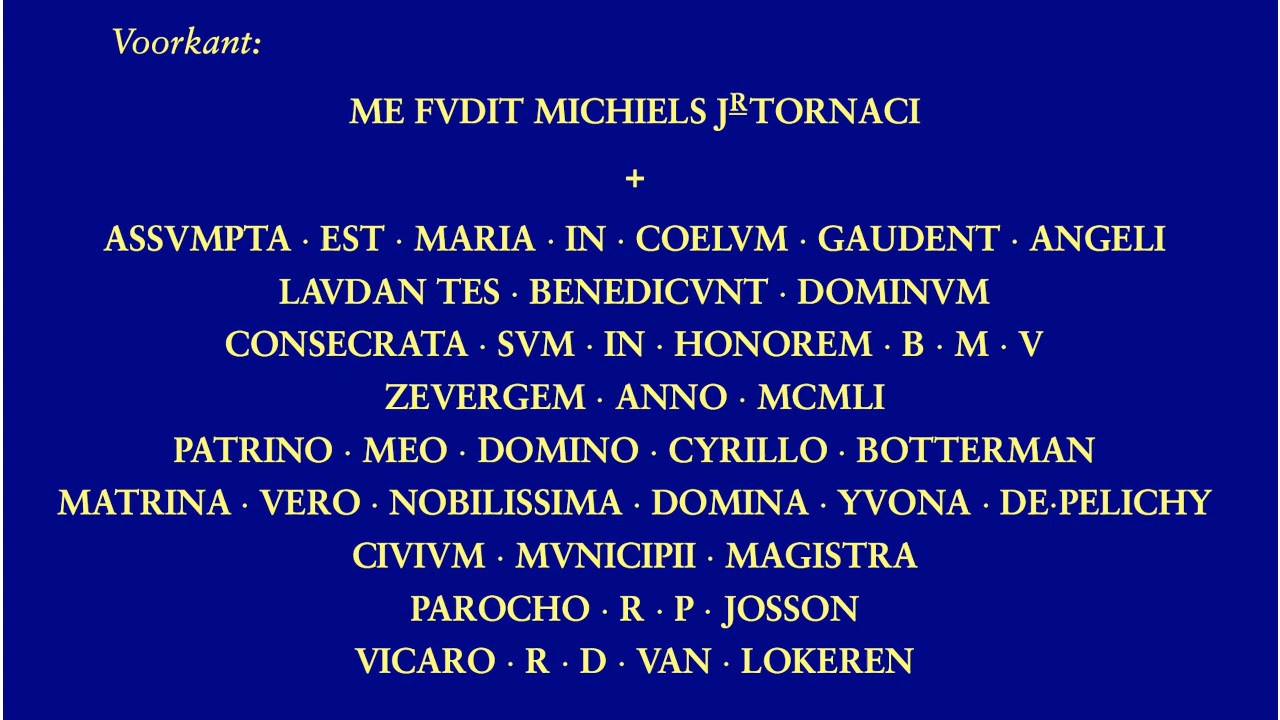 Voorkant:
ME FVDIT MICHIELS Jᴿ TORNACI
+
ASSVMPTA · EST · MARIA · IN · COELVM · GAUDENT · ANGELI
LAVDAN TES · BENEDICVNT · DOMINVM
CONSECRATA · SVM · IN · HONOREM · B · M · V
ZEVERGEM · ANNO · MCMLI
PATRINO · MEO · DOMINO · CYRILLO · BOTTERMAN
MATRINA · VERO · NOBILISSIMA · DOMINA · YVONA · DE·PELICHY
CIVIVM · MVNICIPII · MAGISTRA
PAROCHO · R · P · JOSSON
VICARO · R · D · VAN · LOKEREN